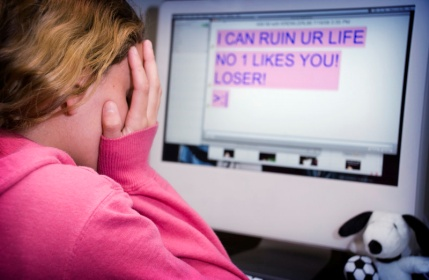 I CAN RUIN UR LIFE
NO 1 LIKES YOU!
LOSER!
>: